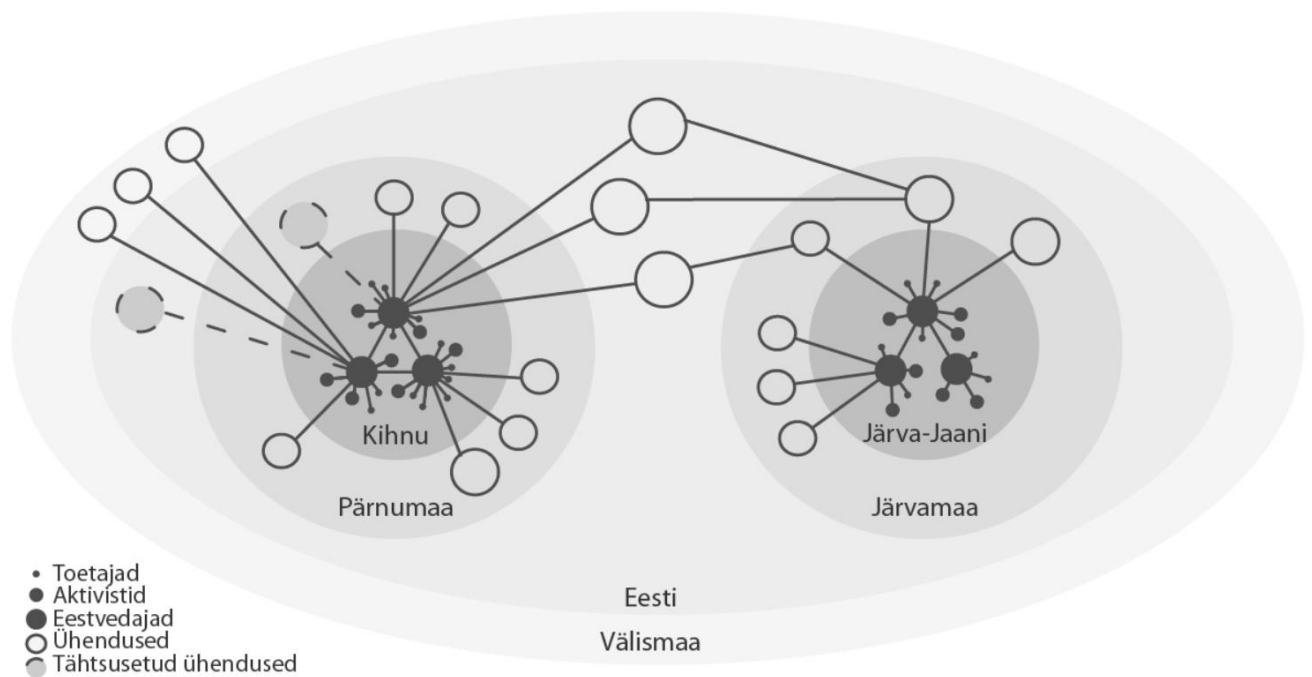 Kihnu
Järva-Jaani
Pärnumaa
Järvamaa
Eesti
Välismaa
Toetajad
Aktivistid
Eestvedajad
Ühendused
Tähtsusetud ühendused